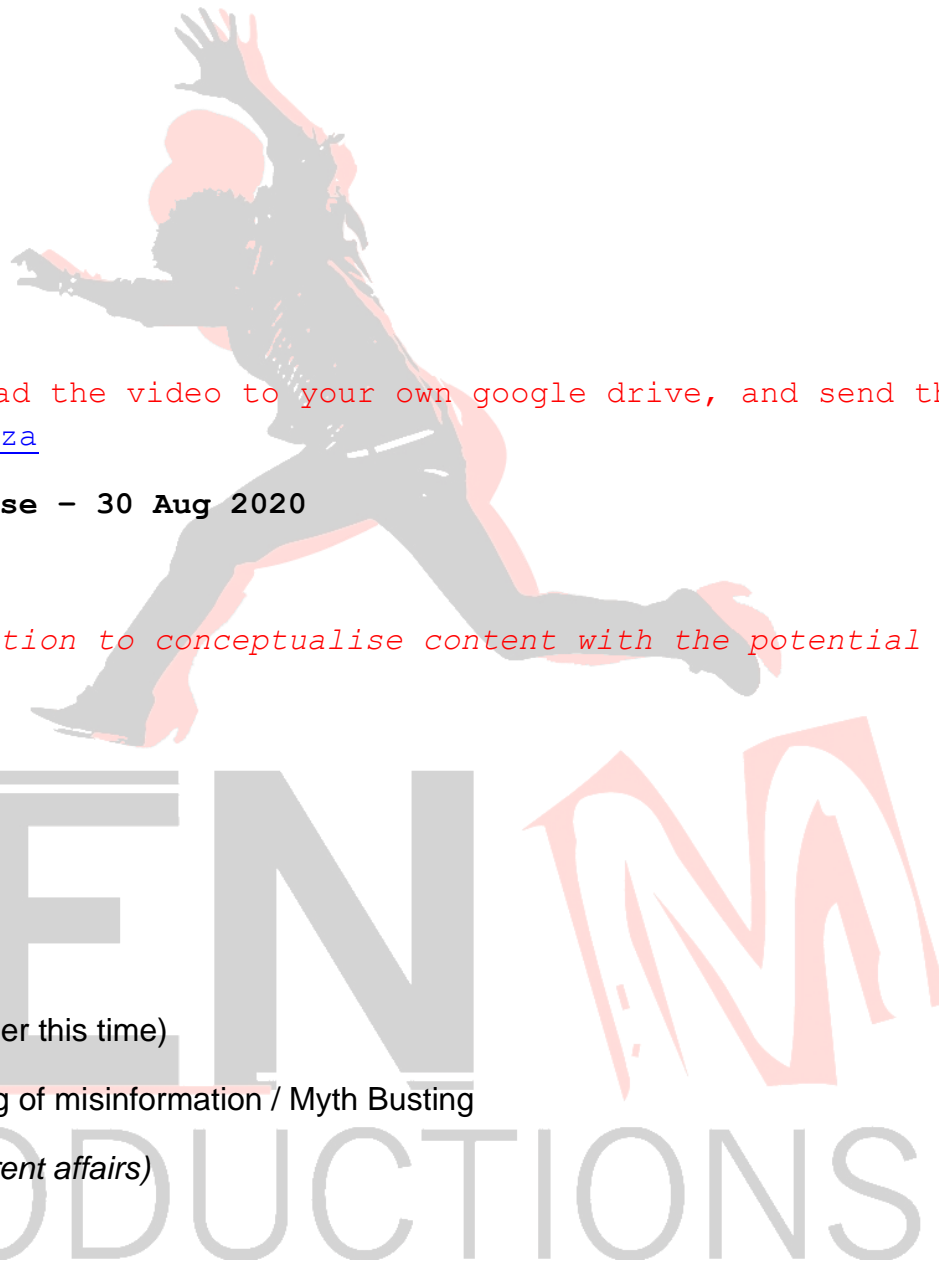 ad the video to your own google drive, and send th
za
se – 30 Aug 2020
tion to conceptualise content with the potential
EN M
er this time)
g of misinformation / Myth Busting
rent affairs)
ODUCTIONS